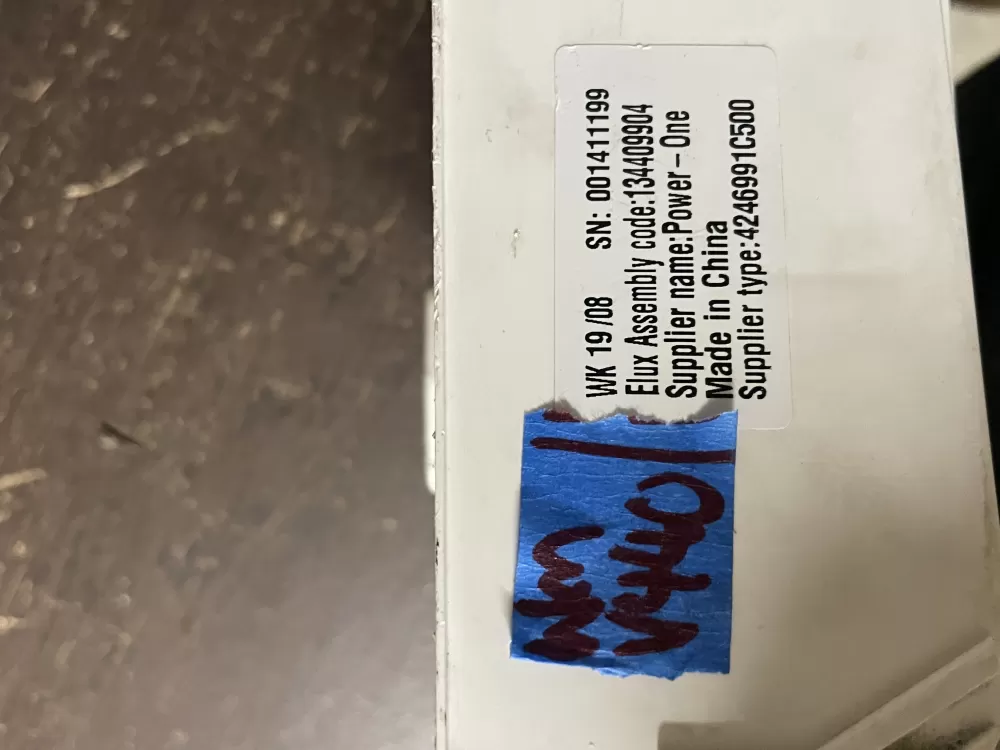 WK 19/08 SN: 001411199
Elux Assembly code:134409904
Supplier name:Power-One
Made in China
Supplier type:4246991C500